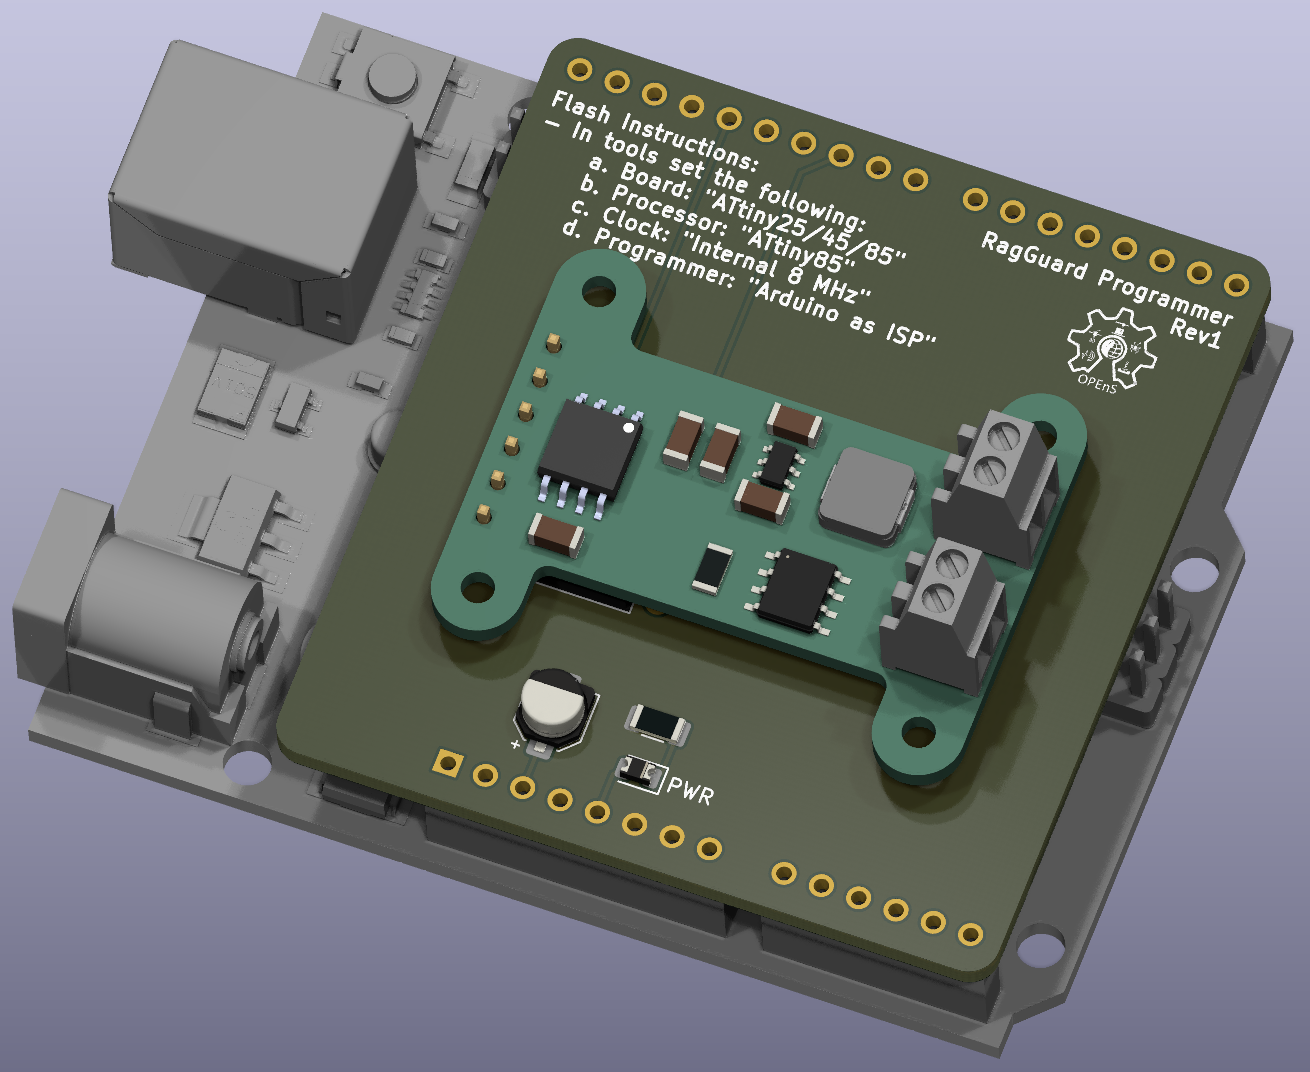 Flash Instructions:
— In tools set the following:
a. Board: "ATtiny25/45/85"
b. Processor: "ATtiny85"
c. Clock: "Internal 8 MHz"
d. Programmer: "Arduino as ISP"
RagGuard Programmer
Rev1
OPEnS
+
PWR